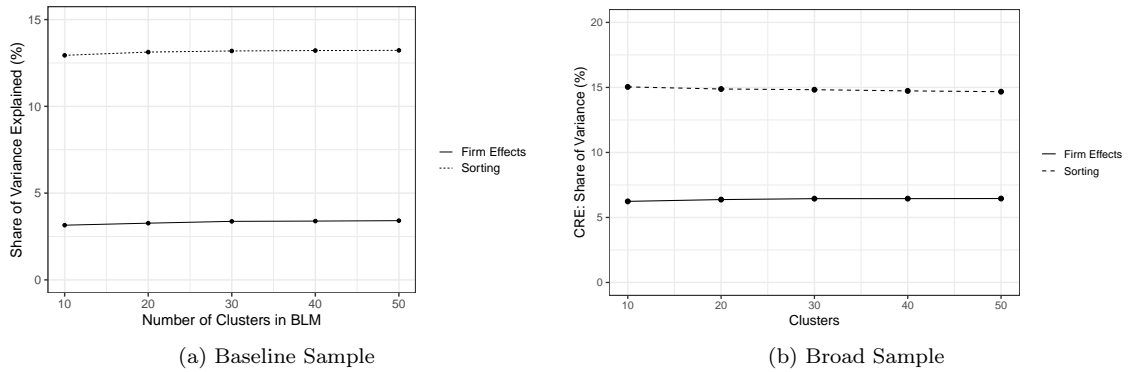 Share of Variance Explained (%)
15
10
5
0
10 20 30 40 50
Number of Clusters in BLM
Firm Effects
Sorting
(a) Baseline Sample
CRE: Share of Variance (%)
20
15
10
5
0
10 20 30 40 50
Clusters
Firm Effects
Sorting
(b) Broad Sample